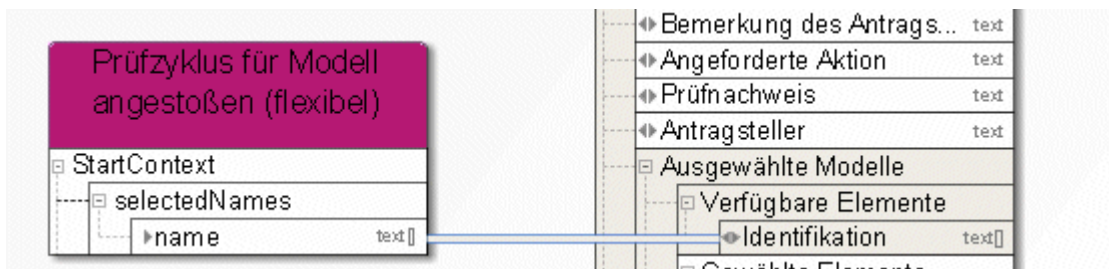 Prüfzyklus für Modell
angestoßen (flexibel)
StartContext
selectedNames
name text[]
Bemerkung des Antrags... text
Angeforderte Aktion text
Prüfnachweis text
Antragsteller text
Ausgewählte Modelle
Verfügbare Elemente
Identifikation text[]